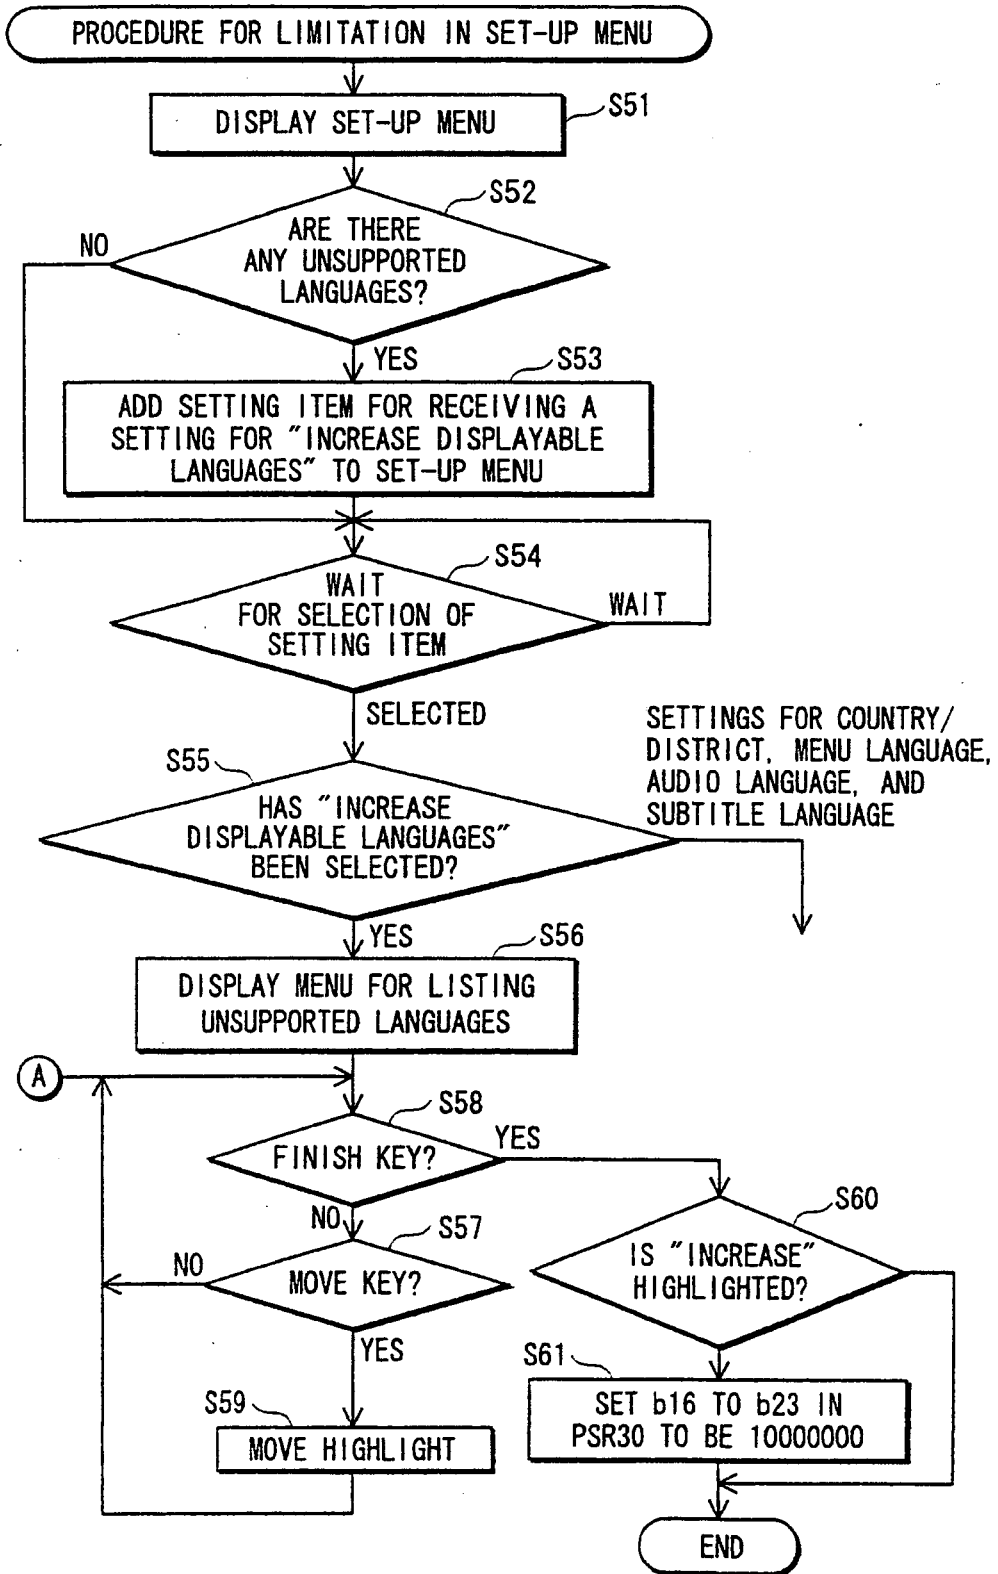 PROCEDURE FOR LIMITATION IN SET-UP MENU
DISPLAY SET-UP MENU
S51
S52
ARE THERE
ANY UNSUPPORTED
LANGUAGES?
NO
YES
S53
ADD SETTING ITEM FOR RECEIVING A
SETTING FOR "INCREASE DISPLAYABLE
LANGUAGES" TO SET-UP MENU
S54
WAIT
FOR SELECTION OF
SETTING ITEM
WAIT
SELECTED
SETTINGS FOR COUNTRY/
DISTRICT, MENU LANGUAGE,
AUDIO LANGUAGE, AND
SUBTITLE LANGUAGE
S55
HAS "INCREASE
DISPLAYABLE LANGUAGES"
BEEN SELECTED?
YES
S56
DISPLAY MENU FOR LISTING
UNSUPPORTED LANGUAGES
A
S58
FINISH KEY?
YES
NO
S57
MOVE KEY?
NO
YES
S59
MOVE HIGHLIGHT
S60
IS "INCREASE"
HIGHLIGHTED?
S61
SET b16 TO b23 IN
PSR30 TO BE 10000000
END